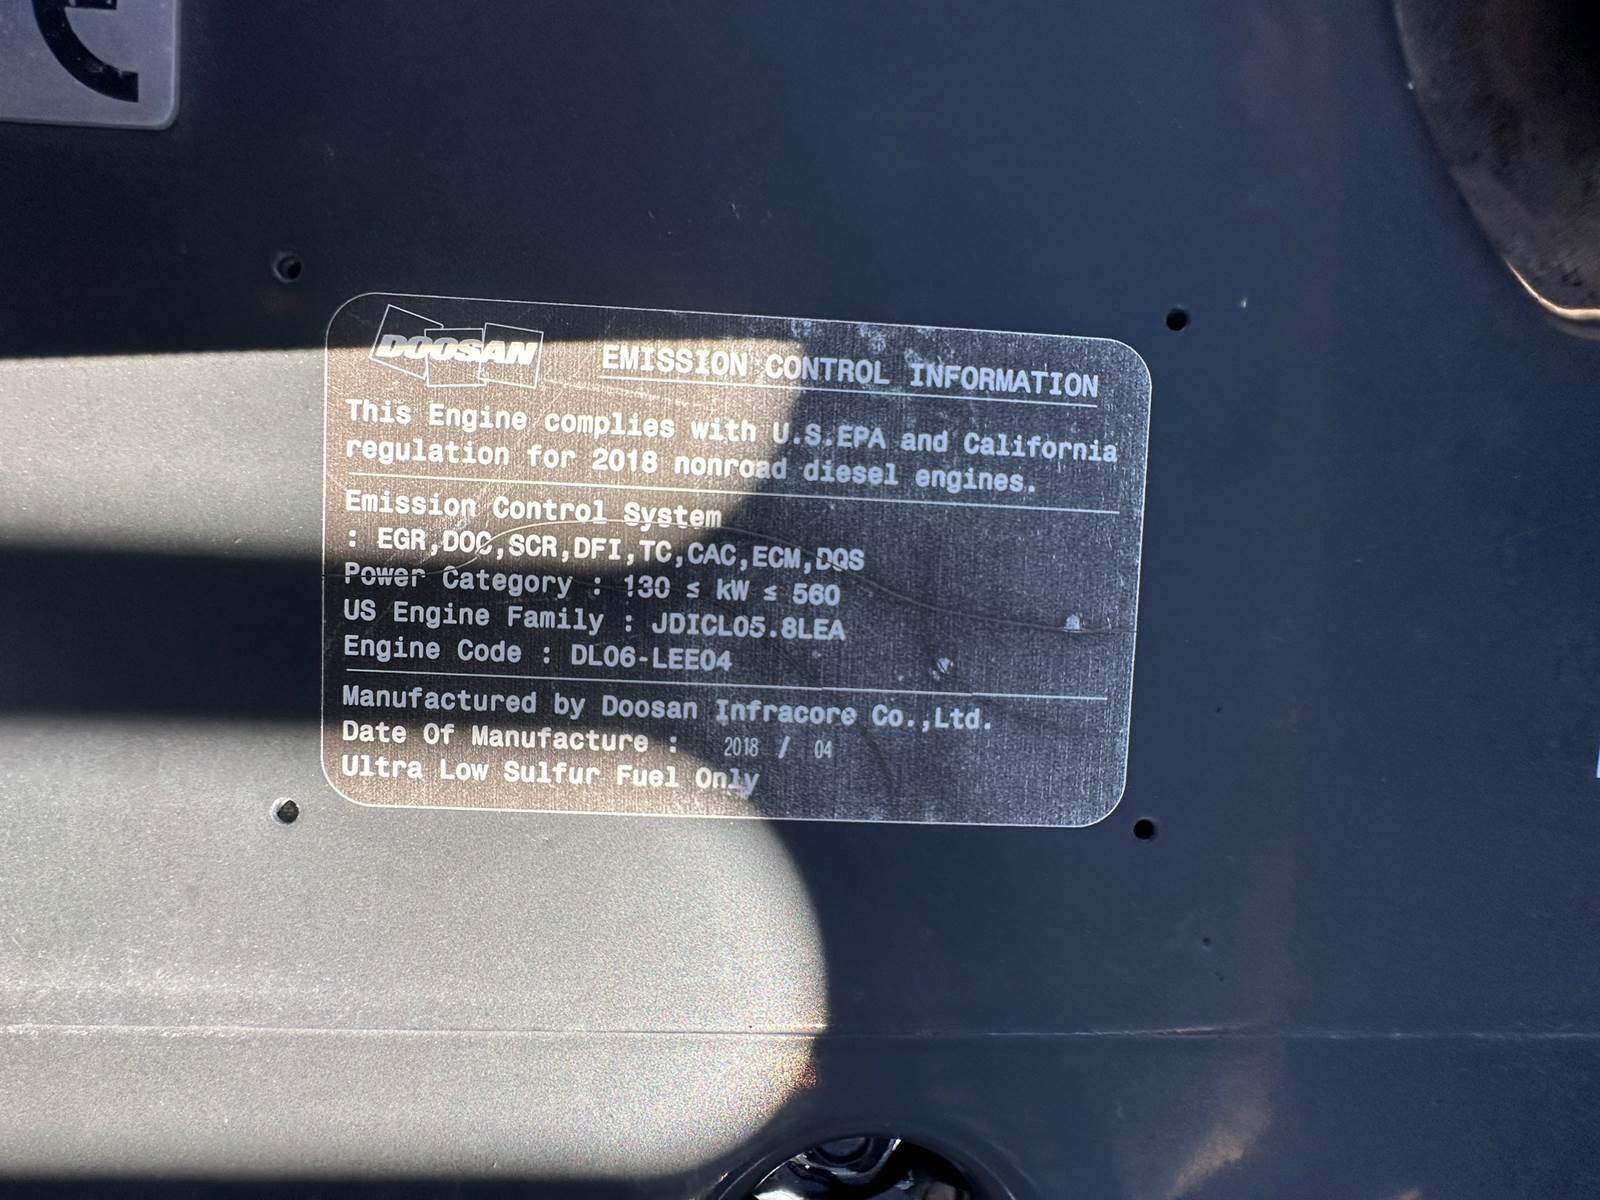 DOOSAN
EMISSION CONTROL INFORMATION
This Engine complies with U.S.EPA and California
regulation for 2018 nonroad diesel engines.
Emission Control System
: EGR,DOC,SCR,DFI,TC,CAC,ECM,DQS
Power Category : 130 ≤ kW ≤ 560
US Engine Family : JDICL05.8LEA
Engine Code : DL06-LEE04
Manufactured by Doosan Infracore Co.,Ltd.
Date Of Manufacture : 2018 / 04
Ultra Low Sulfur Fuel Only